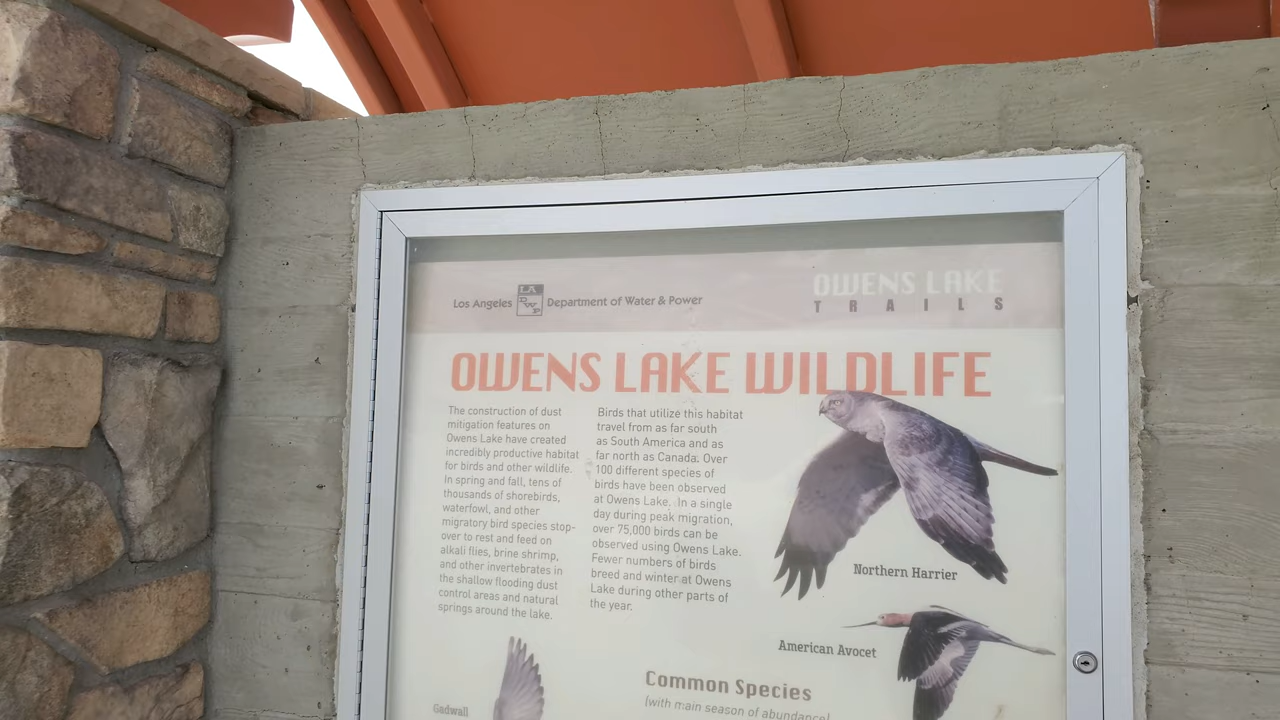 Los Angeles LA DWP Department of Water & Power
OWENS LAKE
TRAILS
OWENS LAKE WILDLIFE
The construction of dust
mitigation features on
Owens Lake have created
incredibly productive habitat
for birds and other wildlife.
In spring and fall, tens of
thousands of shorebirds,
waterfowl, and other
migratory bird species stop-
over to rest and feed on
alkali flies, brine shrimp,
and other invertebrates in
the shallow flooding dust
control areas and natural
springs around the lake.
Birds that utilize this habitat
travel from as far south
as South America and as
far north as Canada. Over
100 different species of
birds have been observed
at Owens Lake. In a single
day during peak migration,
over 75,000 birds can be
observed using Owens Lake.
Fewer numbers of birds
breed and winter at Owens
Lake during other parts of
the year.
Northern Harrier
American Avocet
Common Species
(with main season of abundance)
Gadwall